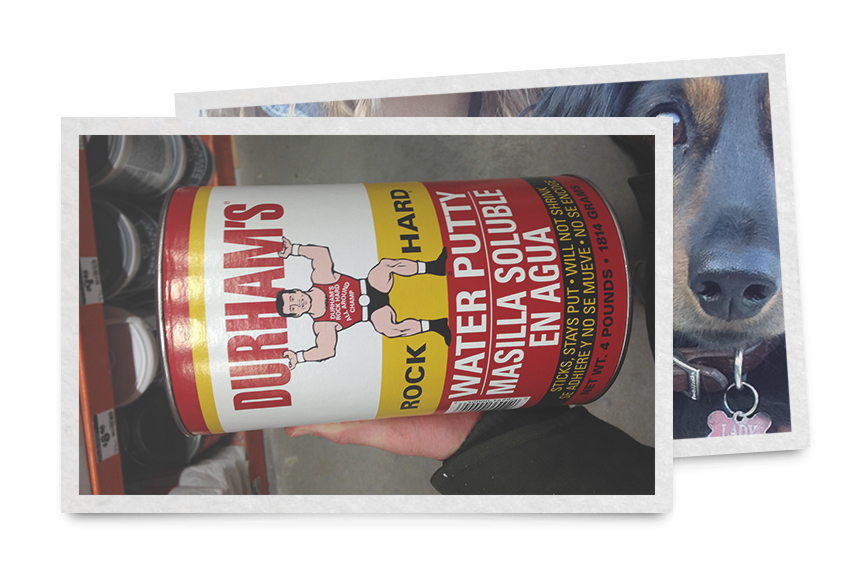 DURHAM'S
DURHAM'S
ROCK HARD
ALL AROUND
CHAMP
ROCK HARD
WATER PUTTY
MASILLA SOLUBLE
EN AGUA
STICKS, STAYS PUT • WILL NOT SHRINK
SE ADHIERE Y NO SE MUEVE • NO SE ENCOGE
NET WT. 4 POUNDS • 1814 GRAMS
LADY